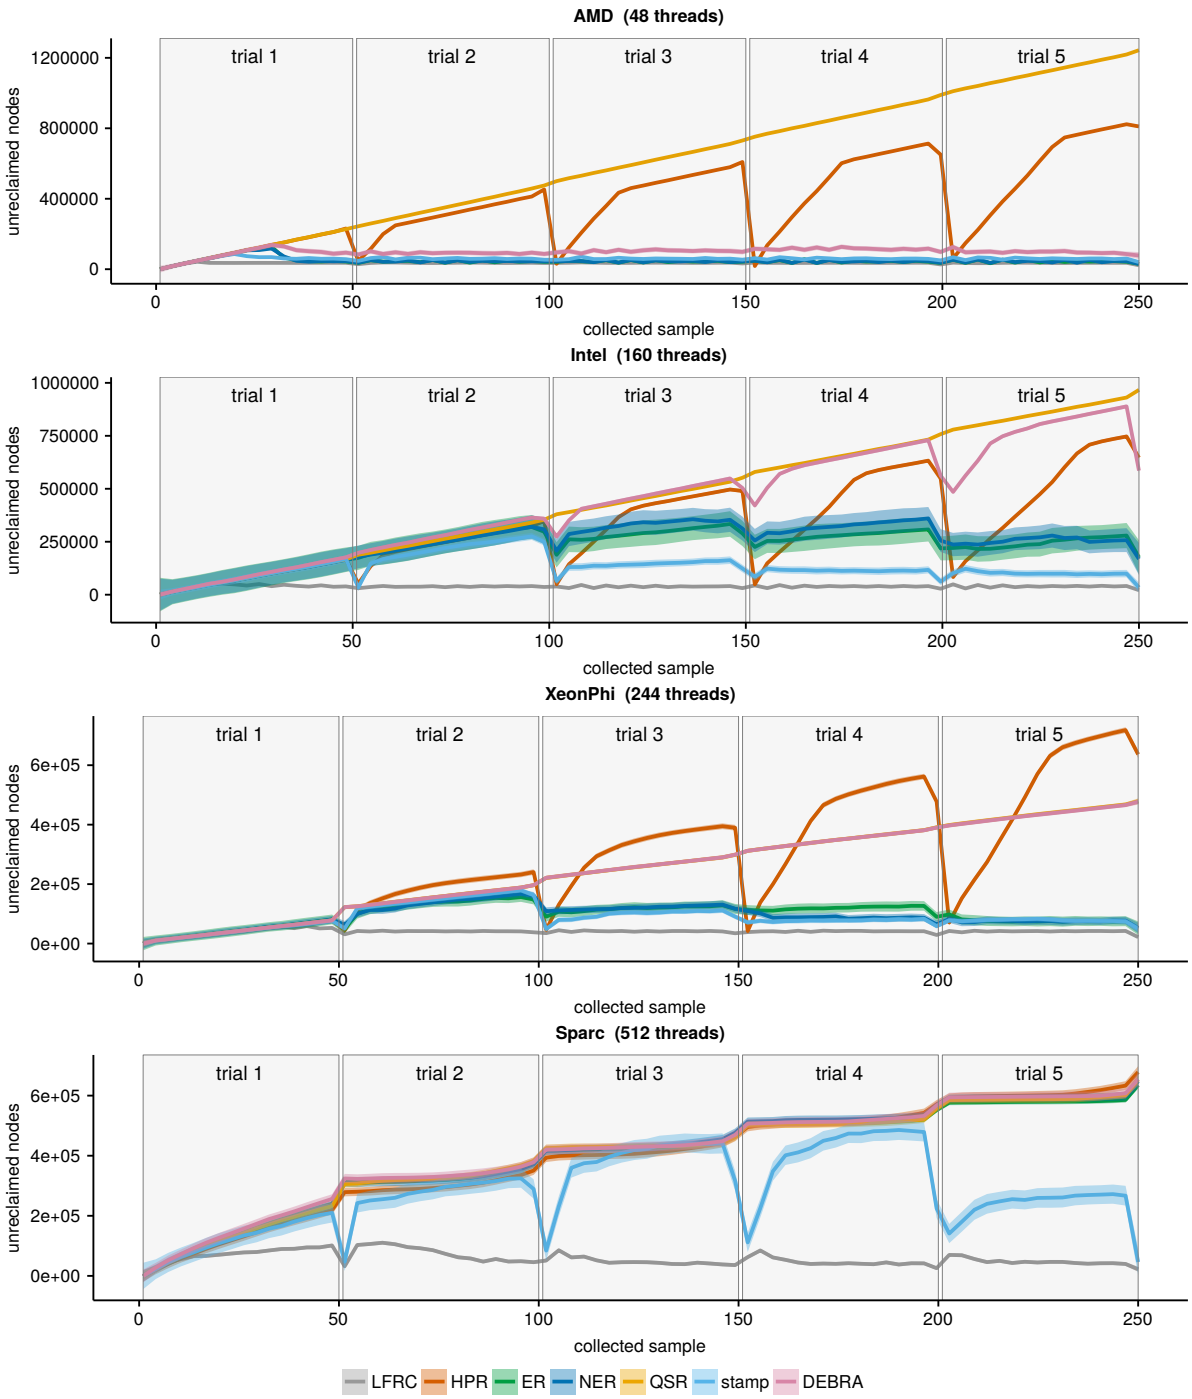 AMD (48 threads)
trial 1 trial 2 trial 3 trial 4 trial 5
1200000
800000
400000
0
unreclaimed nodes
0 50 100 150 200 250
collected sample
Intel (160 threads)
trial 1 trial 2 trial 3 trial 4 trial 5
1000000
750000
500000
250000
0
unreclaimed nodes
0 50 100 150 200 250
collected sample
XeonPhi (244 threads)
trial 1 trial 2 trial 3 trial 4 trial 5
6e+05
4e+05
2e+05
0e+00
unreclaimed nodes
0 50 100 150 200 250
collected sample
Sparc (512 threads)
trial 1 trial 2 trial 3 trial 4 trial 5
6e+05
4e+05
2e+05
0e+00
unreclaimed nodes
0 50 100 150 200 250
collected sample
LFRC HPR ER NER QSR stamp DEBRA